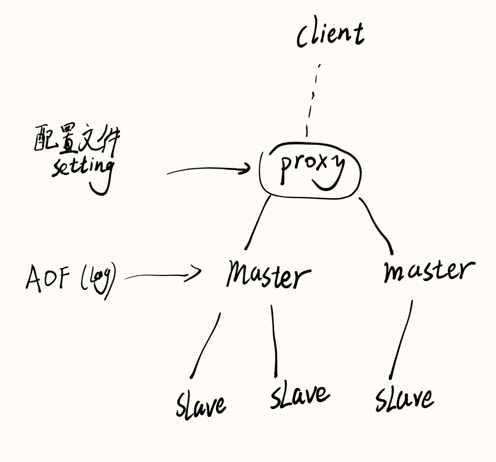 client
配置文件
setting
proxy
AOF (log)
Master
master
slave
slave
slave